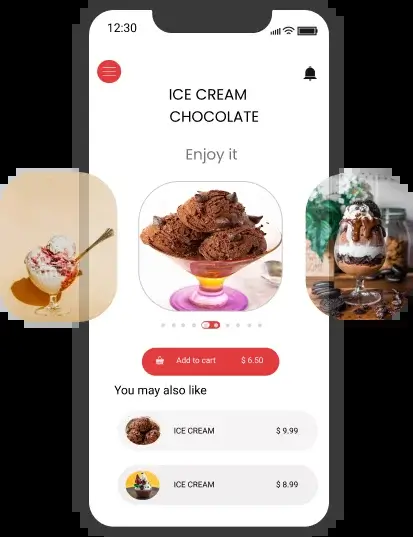 12:30
ICE CREAM
CHOCOLATE
Enjoy it
Add to cart $ 6.50
You may also like
ICE CREAM $ 9.99
ICE CREAM $ 8.99